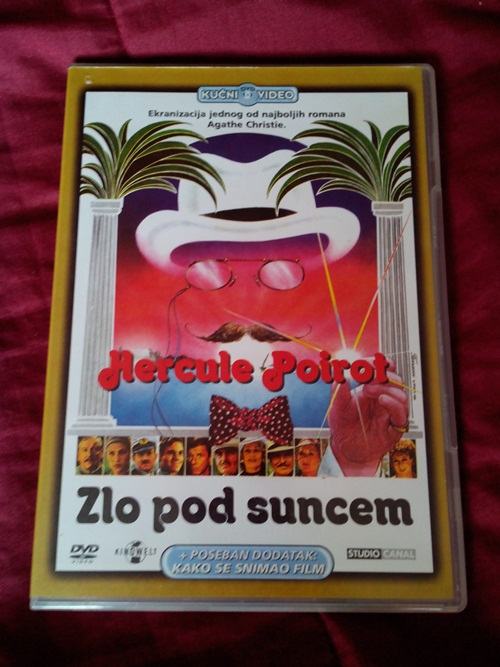 KUĆNI DVD VIDEO
Ekranizacija jednog od najboljih romana
Agathe Christie.
Hercule Poirot
Zlo pod suncem
DVD
VIDEO
KINOWELT
+ POSEBAN DODATAK:
KAKO SE SNIMAO FILM
STUDIO CANAL